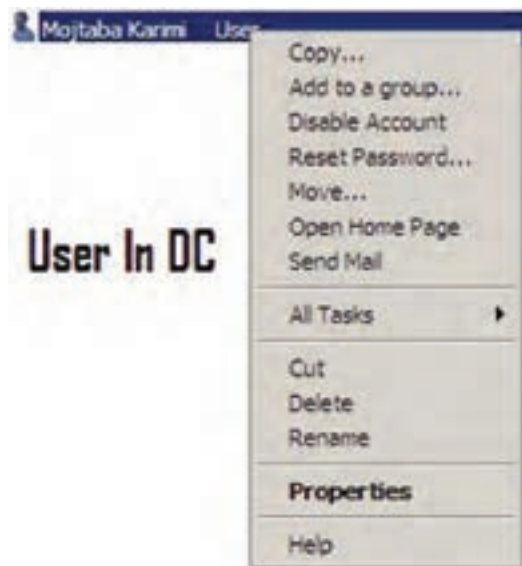 Mojtaba Karimi User
Copy...
Add to a group...
Disable Account
Reset Password...
Move...
Open Home Page
Send Mail
User In DC
All Tasks
Cut
Delete
Rename
Properties
Help